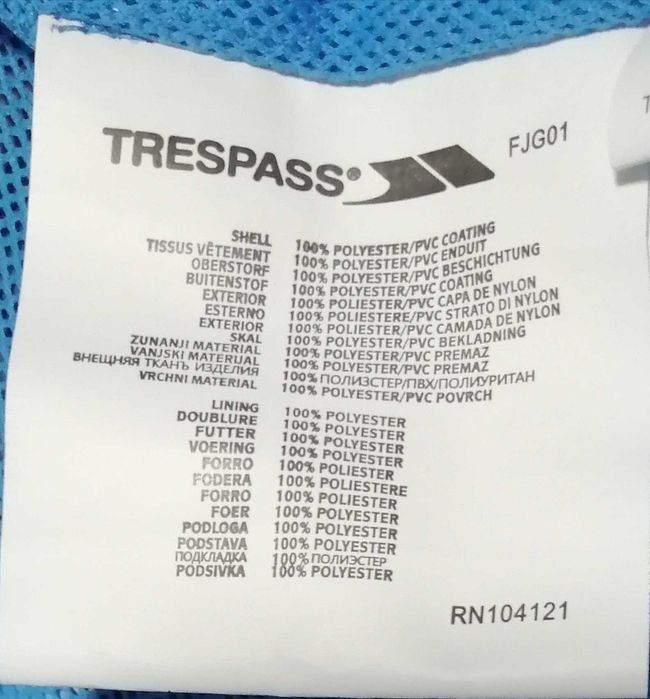 TRESPASS® FJG01
SHELL 100% POLYESTER/PVC COATING
TISSUS VÊTEMENT 100% POLYESTER/PVC ENDUIT
OBERSTORF 100% POLYESTER/PVC BESCHICHTUNG
BUITENSTOF 100% POLYESTER/PVC COATING
EXTERIOR 100% POLIESTER/PVC CAPA DE NYLON
ESTERNO 100% POLIESTERE/PVC STRATO DI NYLON
EXTERIOR 100% POLIESTER/PVC CAMADA DE NYLON
SKAL 100% POLYESTER/PVC BEKLADNING
ZUNANJI MATERIAL 100% POLYESTER/PVC PREMAZ
VANJSKI MATERIJAL 100% POLYESTER/PVC PREMAZ
ВНЕЩНЯЯ ТКАНЪ ИЗДЕЛИЯ 100% ПОЛИЭСТЕР/ПВХ/ПОЛИУРИТАН
VRCHNI MATERIAL 100% POLYESTER/PVC POVRCH
LINING 100% POLYESTER
DOUBLURE 100% POLYESTER
FUTTER 100% POLYESTER
VOERING 100% POLYESTER
FORRO 100% POLIESTER
FODERA 100% POLIESTERE
FORRO 100% POLIESTER
FOER 100% POLYESTER
PODLOGA 100% POLYESTER
PODSTAVA 100% POLYESTER
ПОДКЛАДКА 100% ПОЛИЭСТЕР
PODSIVKA 100% POLYESTER
RN104121